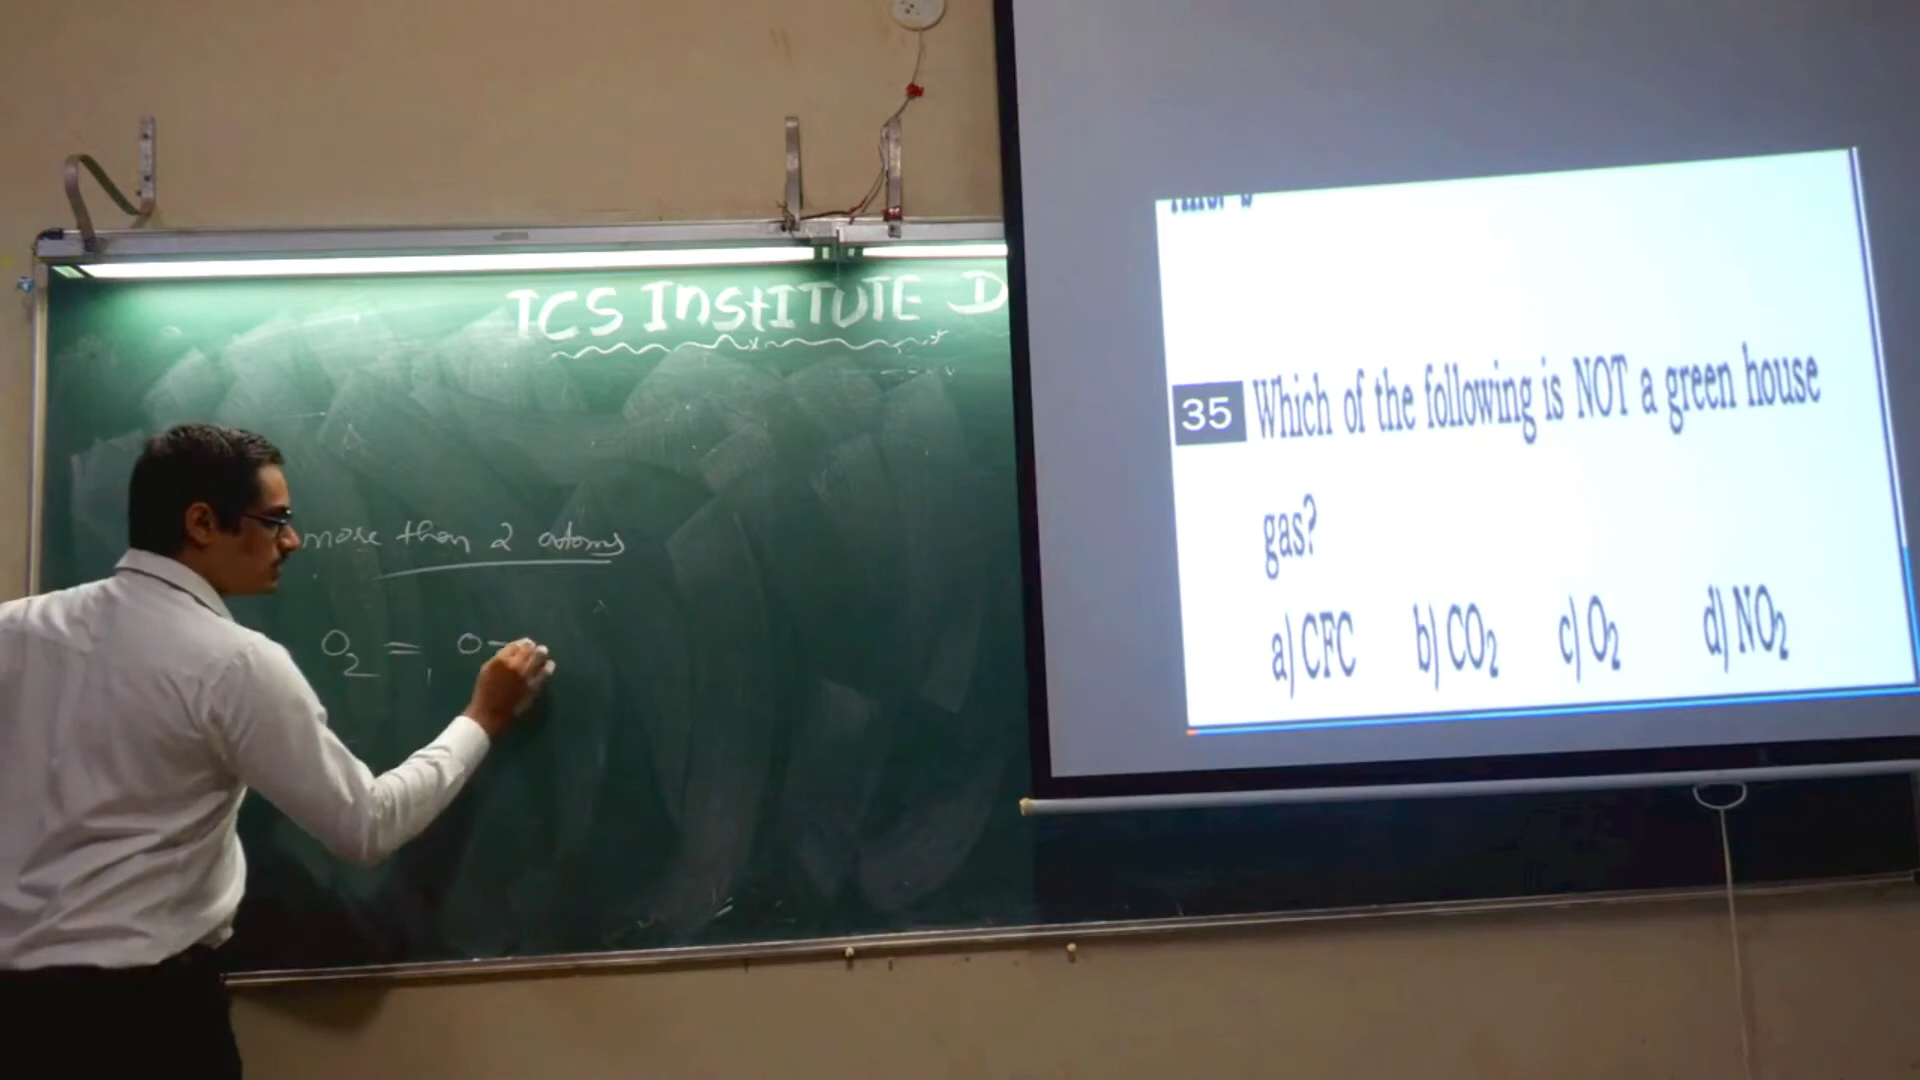 TCS INSTITUTE D
more than 2 atoms
O2 = O=
35 Which of the following is NOT a green house
gas?
a) CFC b) CO2 c) O2 d) NO2